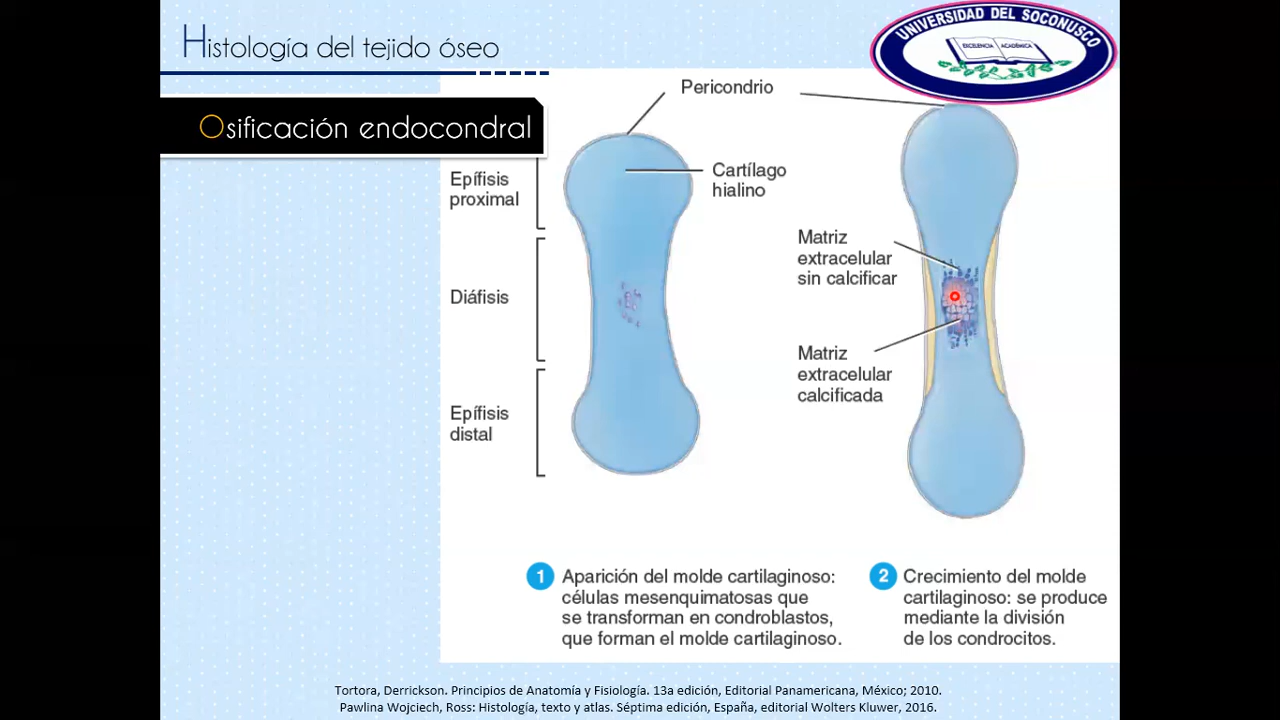 Histología del tejido óseo
UNIVERSIDAD DEL SOCONUSCO
EXCELENCIA ACADÉMICA
Osificación endocondral
Pericondrio
Epífisis
proximal
Cartílago
hialino
Diáfisis
Epífisis
distal
Matriz
extracelular
sin calcificar
Matriz
extracelular
calcificada
1 Aparición del molde cartilaginoso:
células mesenquimatosas que
se transforman en condroblastos,
que forman el molde cartilaginoso.
2 Crecimiento del molde
cartilaginoso: se produce
mediante la división
de los condrocitos.
Tortora, Derrickson. Principios de Anatomía y Fisiología. 13a edición, Editorial Panamericana, México; 2010.
Pawlina Wojciech, Ross: Histología, texto y atlas. Séptima edición, España, editorial Wolters Kluwer, 2016.